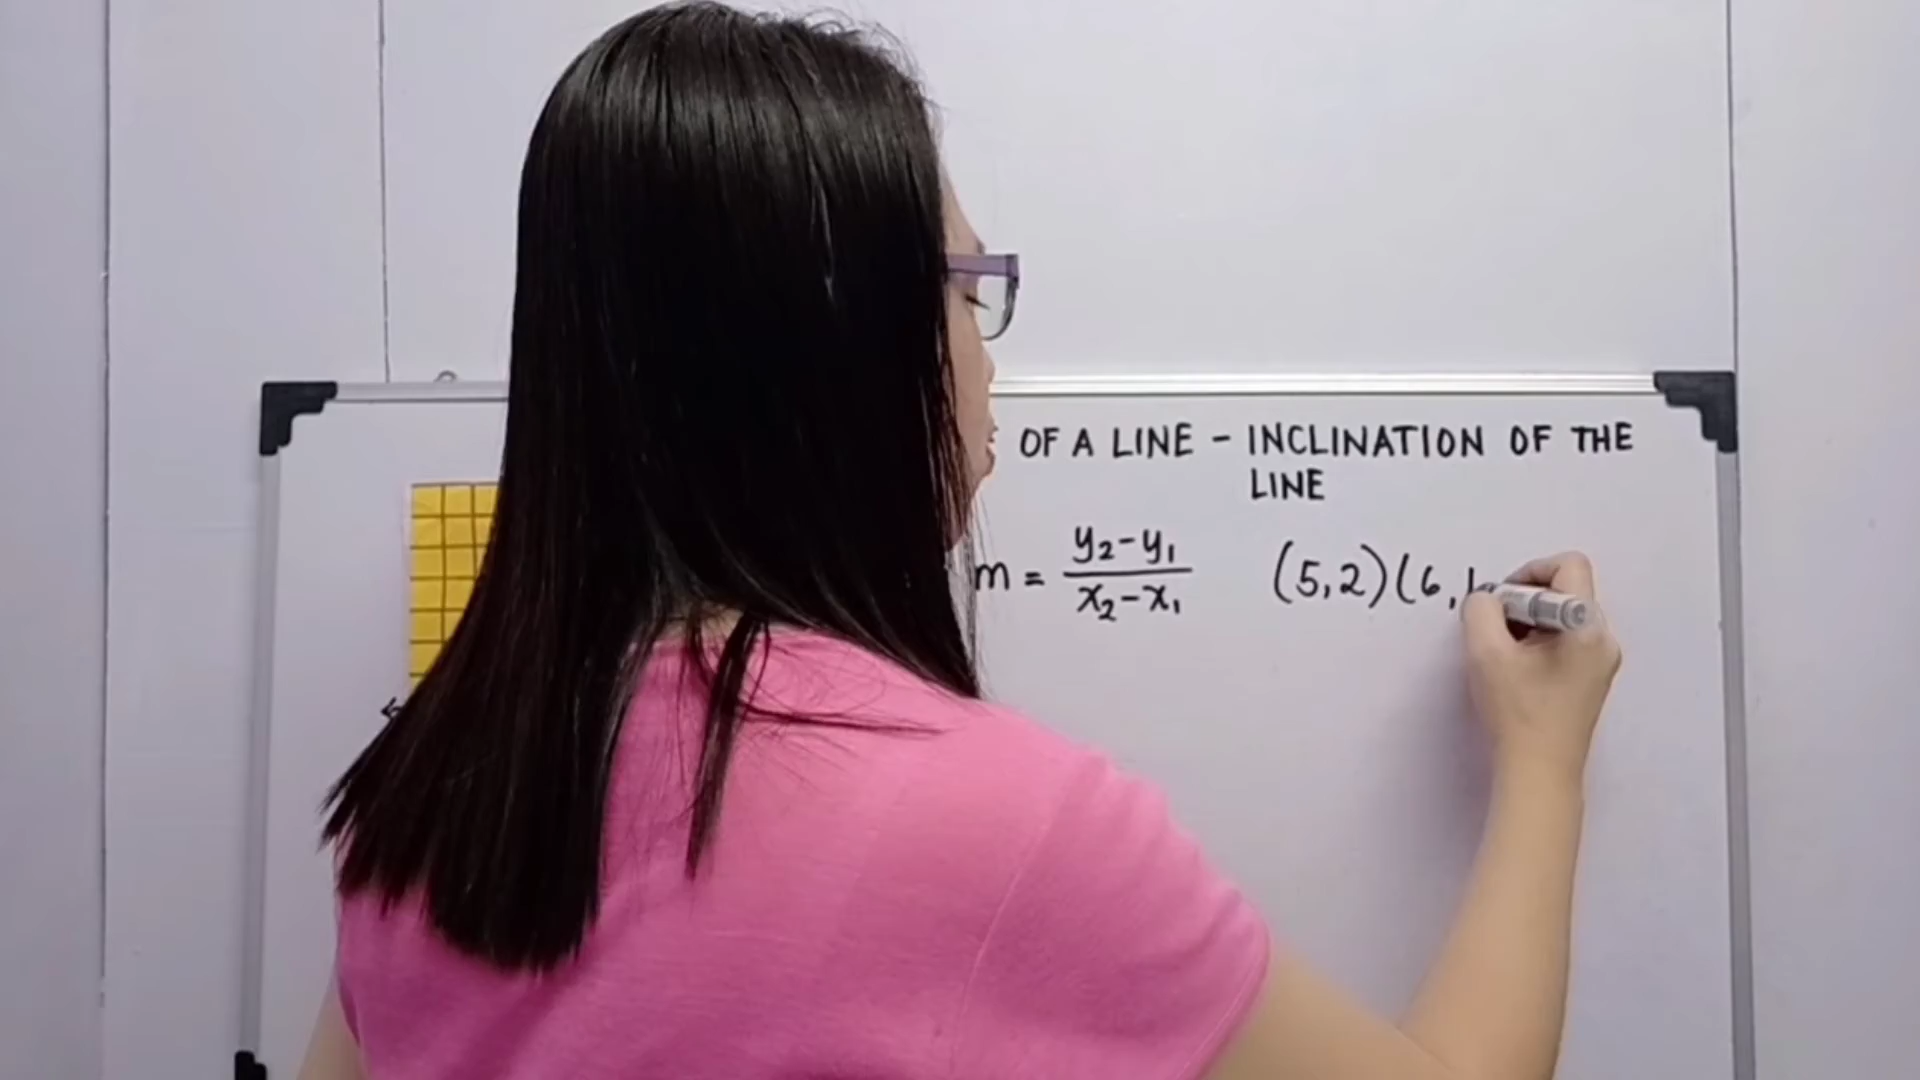 OF A LINE - INCLINATION OF THE
LINE
m = y₂-y₁ / x₂-x₁
(5,2)(6,